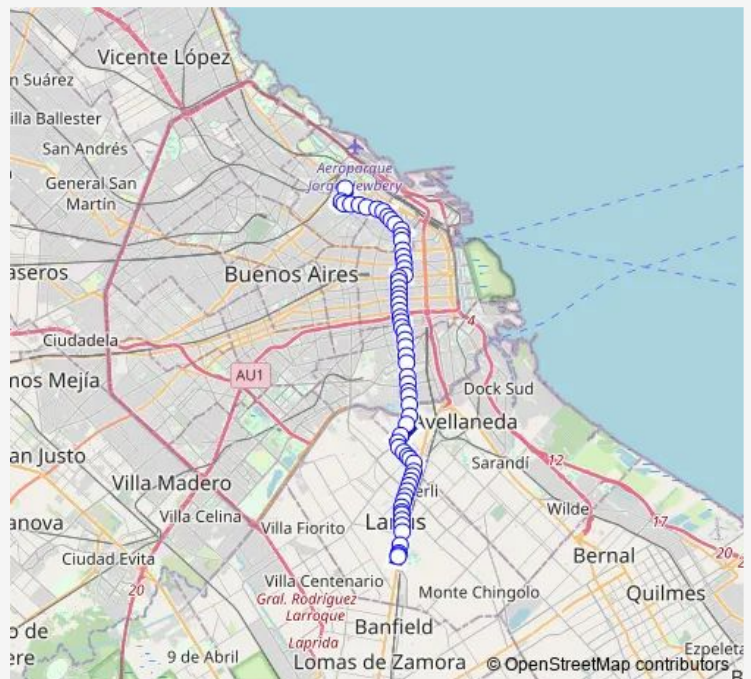 Vicente López
n Suárez
illa Ballester
San Andrés
General San
Martín
Aeroparque
aseros
Buenos Aires
4
Ciudadela
nos Mejía
AU1
Dock Sud
Avellaneda
an Justo
Sarandí
12
Villa Madero
erli
Wilde
anova
Villa Celina
Villa Fiorito
17
20
2
Ciudad Evita
Bernal
20
Villa Centenario
Monte Chingolo
Quilmes
Gral. Rodríguez
Larroque
Banfield
o de
ere
Laprida
9 de Abril
Lomas de Zamora
Ezpeleta
© OpenStreetMap contributors